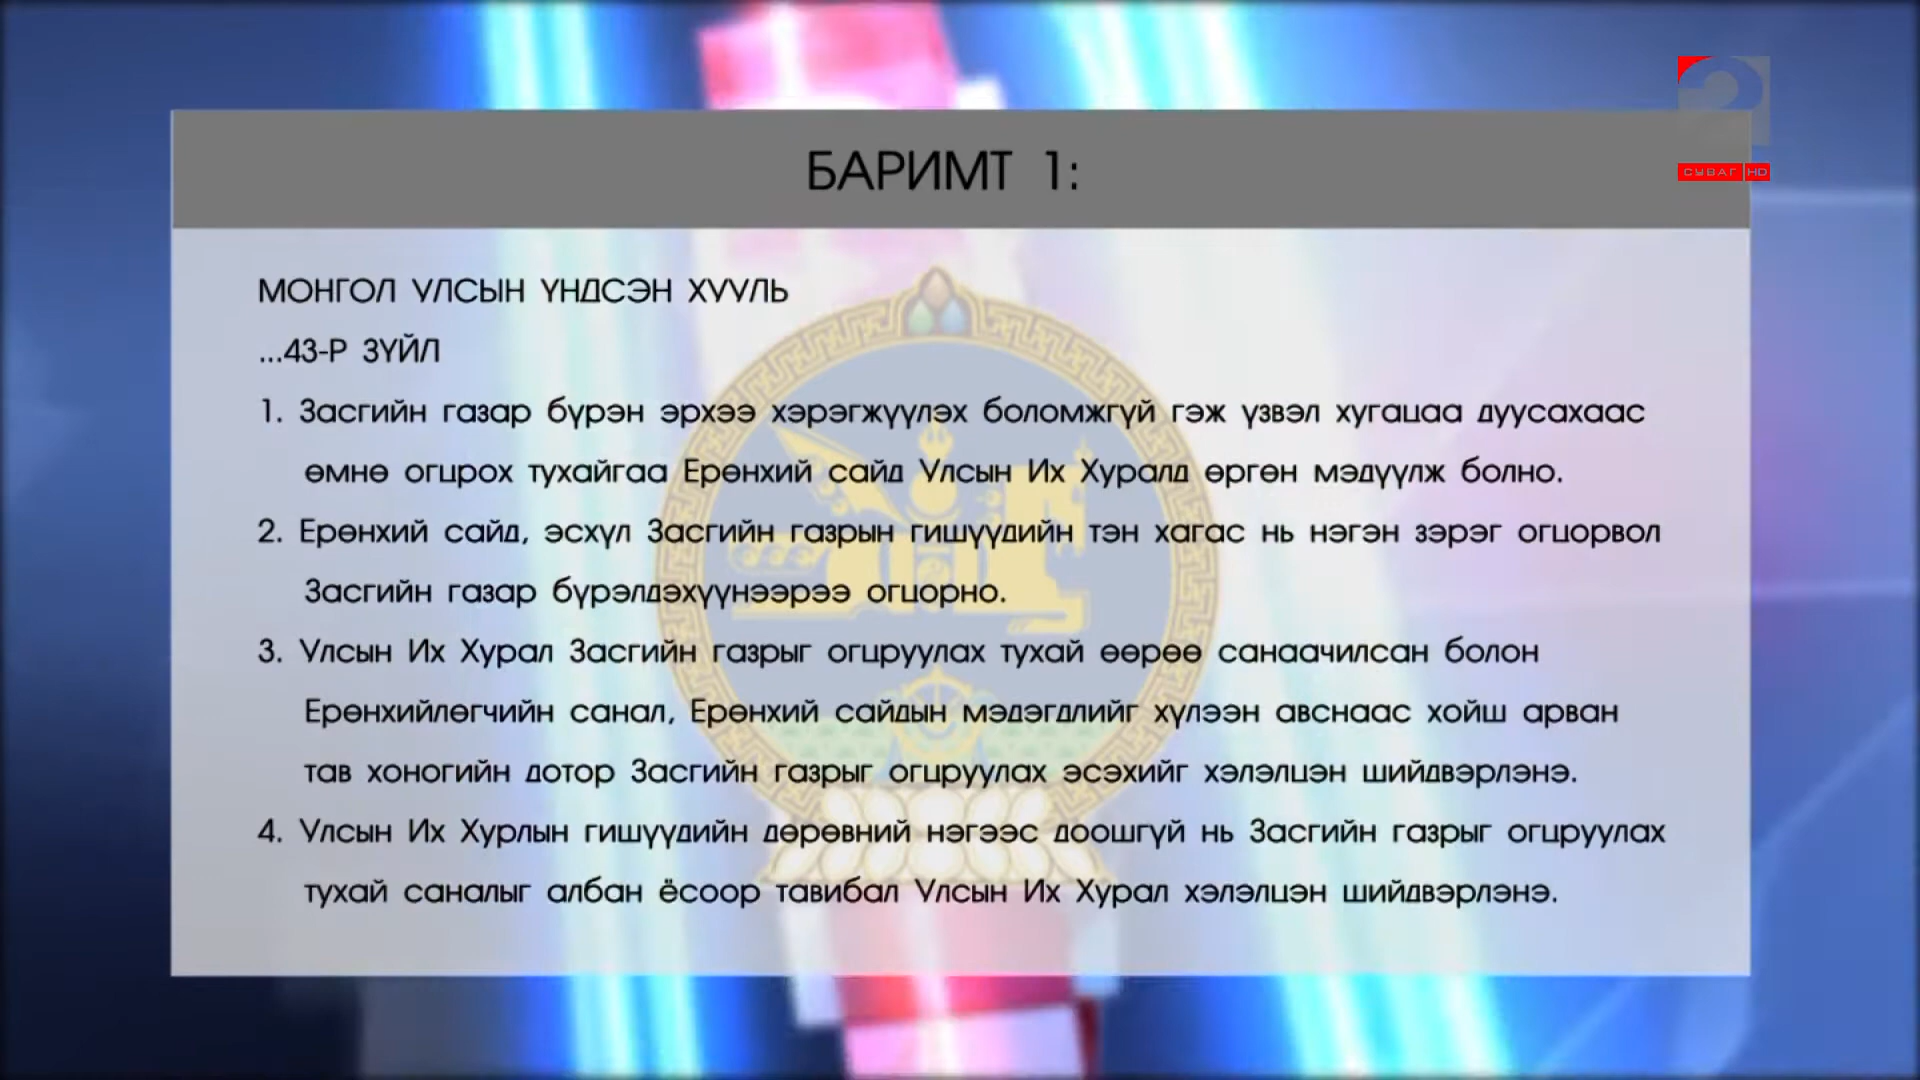 БАРИМТ 1:
МОНГОЛ УЛСЫН ҮНДСЭН ХУУЛЬ
...43-Р ЗҮЙЛ
1. Засгийн газар бүрэн эрхээ хэрэгжүүлэх боломжгүй гэж үзвэл хугацаа дуусахаас
өмнө огцрох тухайгаа Ерөнхий сайд Улсын Их Хуралд өргөн мэдүүлж болно.
2. Ерөнхий сайд, эсхүл Засгийн газрын гишүүдийн тэн хагас нь нэгэн зэрэг огцорвол
Засгийн газар бүрэлдэхүүнээрээ огцорно.
3. Улсын Их Хурал Засгийн газрыг огцруулах тухай өөрөө санаачилсан болон
Ерөнхийлөгчийн санал, Ерөнхий сайдын мэдэгдлийг хүлээн авснаас хойш арван
тав хоногийн дотор Засгийн газрыг огцруулах эсэхийг хэлэлцэн шийдвэрлэнэ.
4. Улсын Их Хурлын гишүүдийн дөрөвний нэгээс доошгүй нь Засгийн газрыг огцруулах
тухай саналыг албан ёсоор тавибал Улсын Их Хурал хэлэлцэн шийдвэрлэнэ.
2
СУВАГ HD